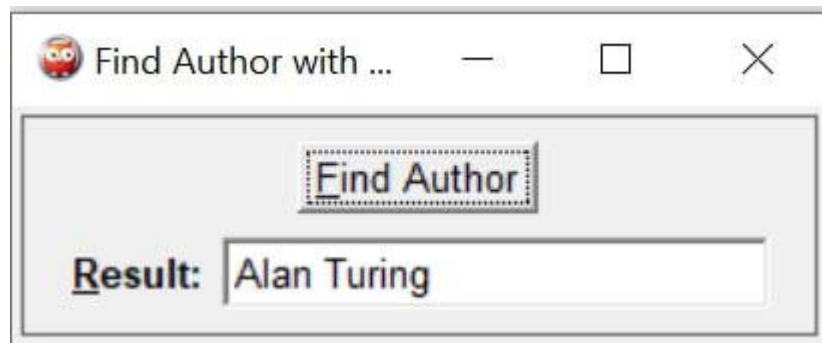 Find Author with ...
Find Author
Result: Alan Turing